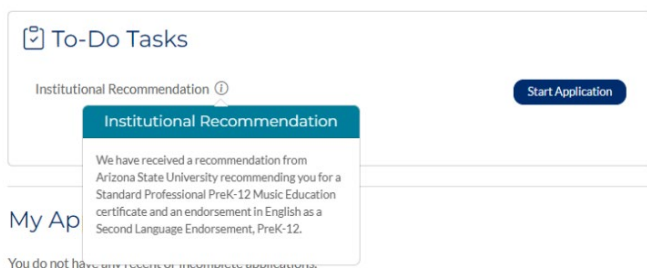 To-Do Tasks
Institutional Recommendation
Start Application
Institutional Recommendation
We have received a recommendation from
Arizona State University recommending you for a
Standard Professional PreK-12 Music Education
certificate and an endorsement in English as a
Second Language Endorsement, PreK-12.
My Ap
You do not have any recent or incomplete applications.